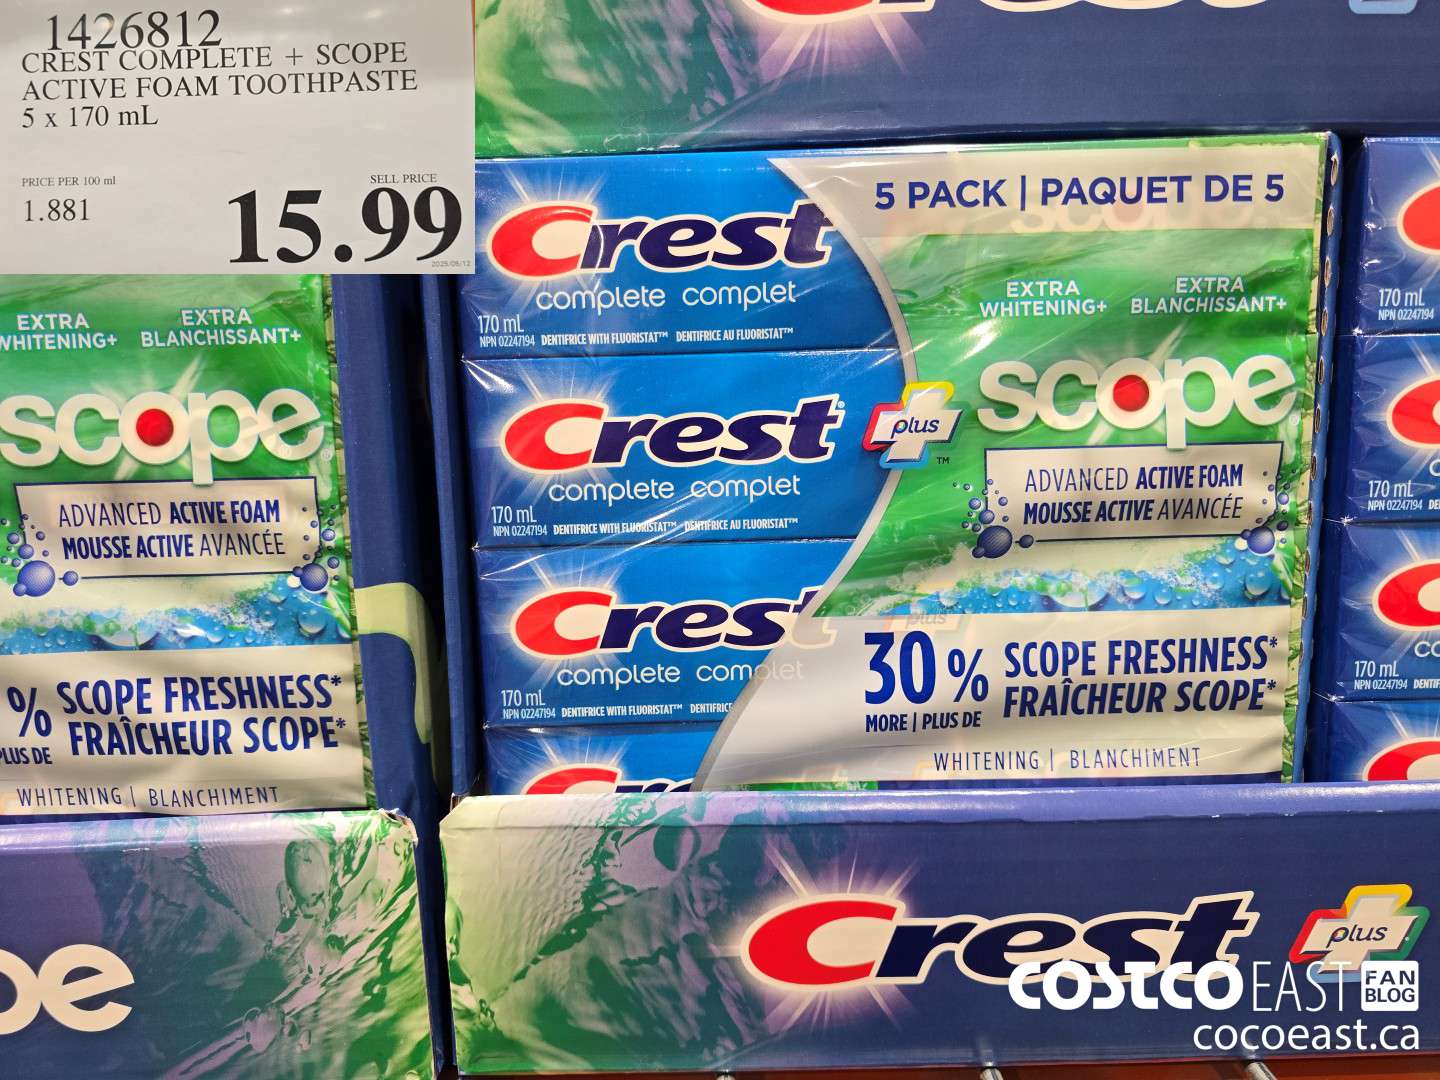 1426812
CREST COMPLETE + SCOPE
ACTIVE FOAM TOOTHPASTE
5 x 170 mL
PRICE PER 100 ml
1.881
SELL PRICE
15.99
5 PACK | PAQUET DE 5
Crest
complete complet
170 mL
NPN 02247194 DENTIFRICE WITH FLUORISTAT™ DENTIFRICE AU FLUORISTAT™
Crest
complete complet
170 mL
NPN 02247194 DENTIFRICE WITH FLUORISTAT™ DENTIFRICE AU FLUORISTAT™
Crest
complete complet
170 mL
NPN 02247194 DENTIFRICE WITH FLUORISTAT™ DENTIFRICE
plus™
EXTRA WHITENING+
EXTRA BLANCHISSANT+
scope
ADVANCED ACTIVE FOAM
MOUSSE ACTIVE AVANCÉE
30% MORE | PLUS DE
SCOPE FRESHNESS*
FRAÎCHEUR SCOPE*
WHITENING | BLANCHIMENT
EXTRA WHITENING+
EXTRA BLANCHISSANT+
scope
ADVANCED ACTIVE FOAM
MOUSSE ACTIVE AVANCÉE
% SCOPE FRESHNESS*
PLUS DE FRAÎCHEUR SCOPE*
WHITENING | BLANCHIMENT
170 mL
NPN 02247194
170 mL
NPN 02247194
170 mL
NPN 02247194
pe
Crest plus
COSTCO EAST FAN BLOG
cocoeast.ca